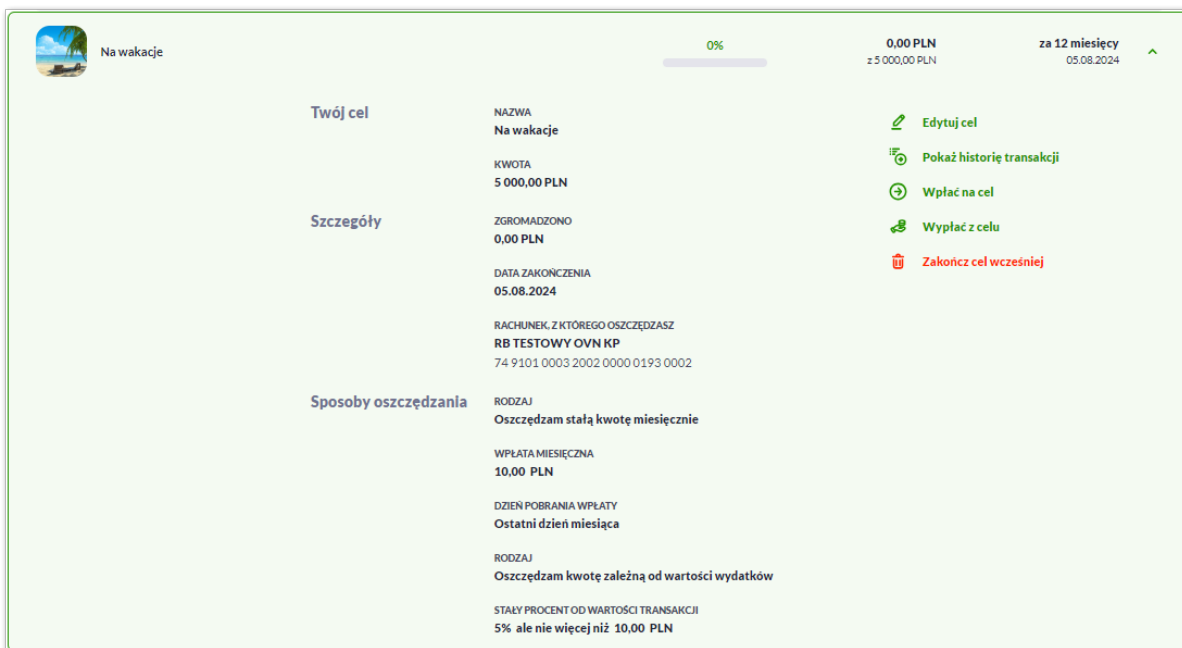 Na wakacje
0%
0,00 PLN
z 5 000,00 PLN
za 12 miesięcy
05.08.2024
Twój cel
NAZWA
Na wakacje
KWOTA
5 000,00 PLN
Edytuj cel
Pokaż historię transakcji
Wpłać na cel
Wypłać z celu
Zakończ cel wcześniej
Szczegóły
ZGROMADZONO
0,00 PLN
DATA ZAKOŃCZENIA
05.08.2024
RACHUNEK, Z KTÓREGO OSZCZĘDZASZ
RB TESTOWY OVN KP
74 9101 0003 2002 0000 0193 0002
Sposoby oszczędzania
RODZAJ
Oszczędzam stałą kwotę miesięcznie
WPŁATA MIESIĘCZNA
10,00 PLN
DZIEŃ POBRANIA WPŁATY
Ostatni dzień miesiąca
RODZAJ
Oszczędzam kwotę zależną od wartości wydatków
STAŁY PROCENT OD WARTOŚCI TRANSAKCJI
5% ale nie więcej niż 10,00 PLN